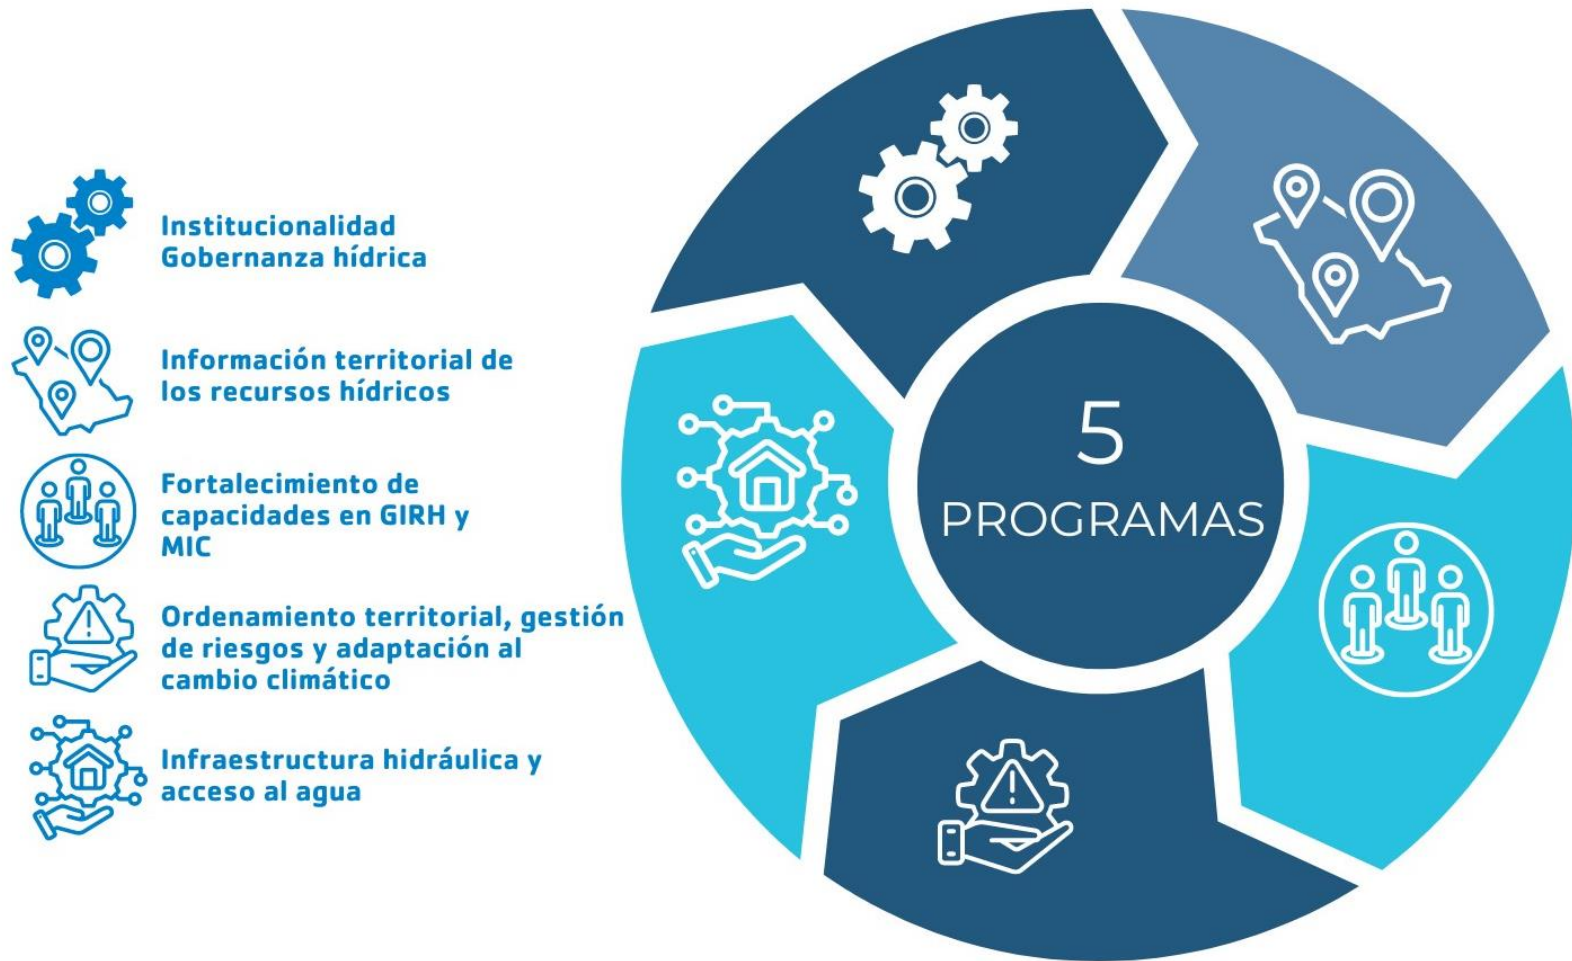 Institucionalidad
Gobernanza hídrica
Información territorial de
los recursos hídricos
Fortalecimiento de
capacidades en GIRH y
MIC
Ordenamiento territorial, gestión
de riesgos y adaptación al
cambio climático
Infraestructura hidráulica y
acceso al agua
5
PROGRAMAS